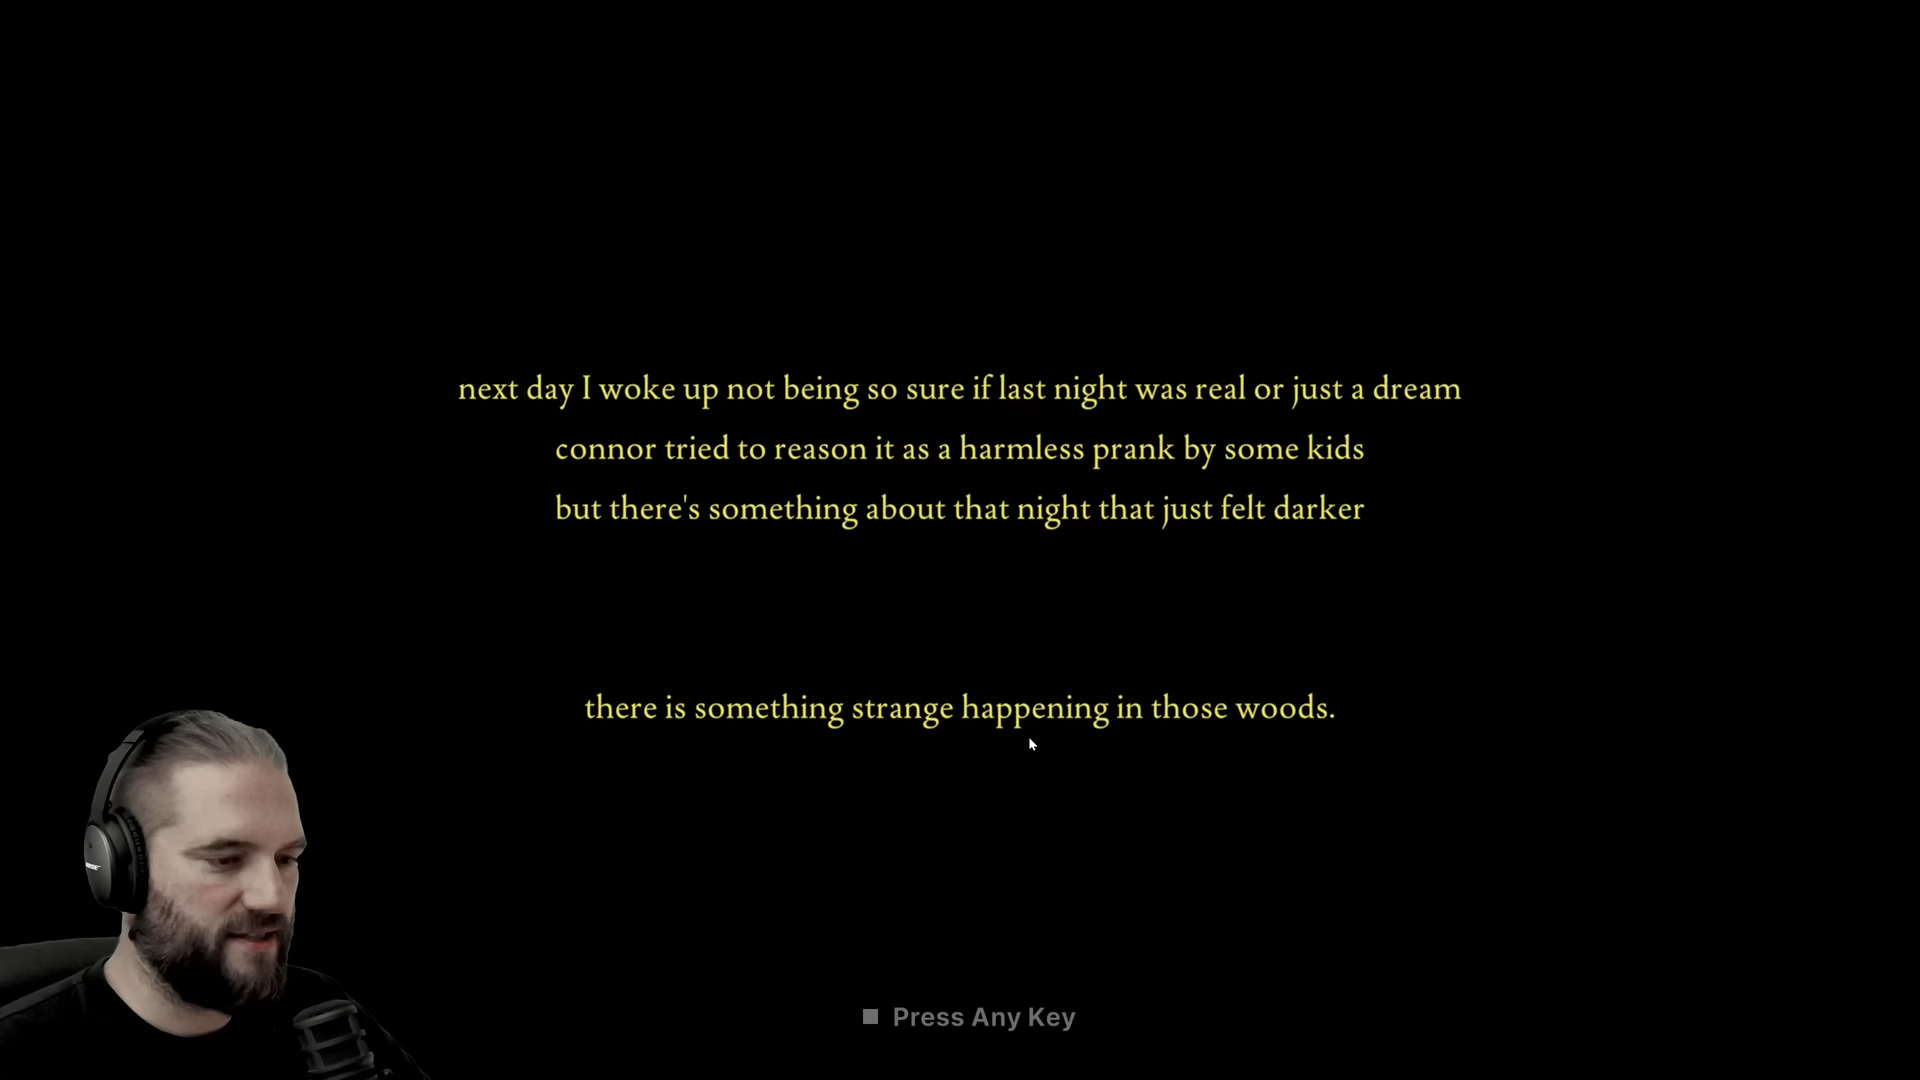 next day I woke up not being so sure if last night was real or just a dream
connor tried to reason it as a harmless prank by some kids
but there's something about that night that just felt darker
there is something strange happening in those woods.
Press Any Key